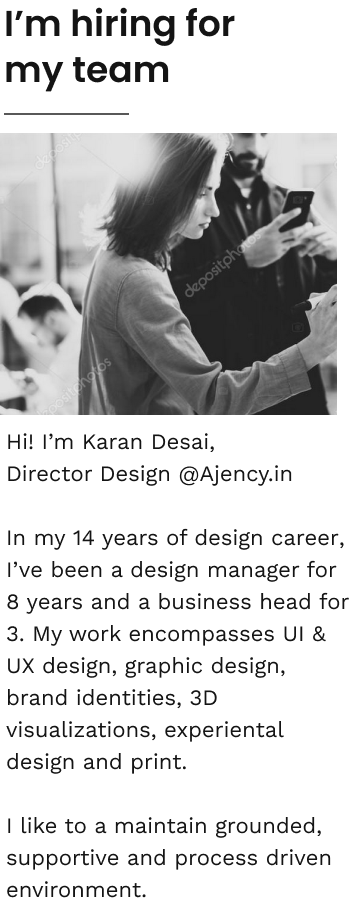 I’m hiring for
my team
depositphotos
depositphotos
Hi! I’m Karan Desai,
Director Design @Ajency.in
In my 14 years of design career,
I’ve been a design manager for
8 years and a business head for
3. My work encompasses UI &
UX design, graphic design,
brand identities, 3D
visualizations, experiental
design and print.
I like to a maintain grounded,
supportive and process driven
environment.